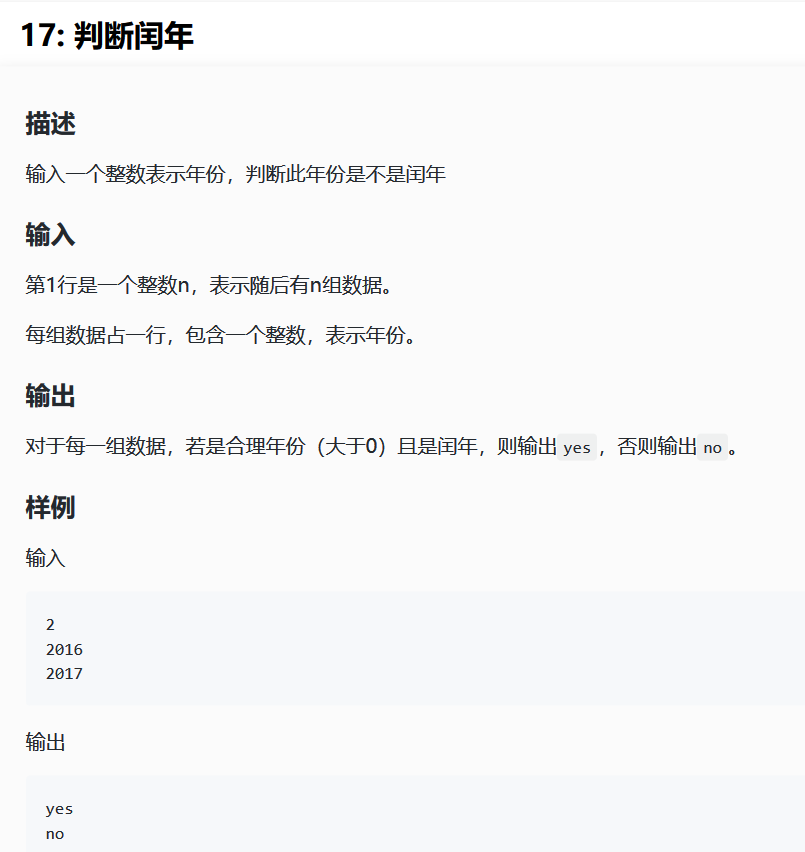 17: 判断闰年
描述
输入一个整数表示年份，判断此年份是不是闰年
输入
第1行是一个整数n，表示随后有n组数据。
每组数据占一行，包含一个整数，表示年份。
输出
对于每一组数据，若是合理年份（大于0）且是闰年，则输出 yes ，否则输出 no 。
样例
输入
2
2016
2017
输出
yes
no